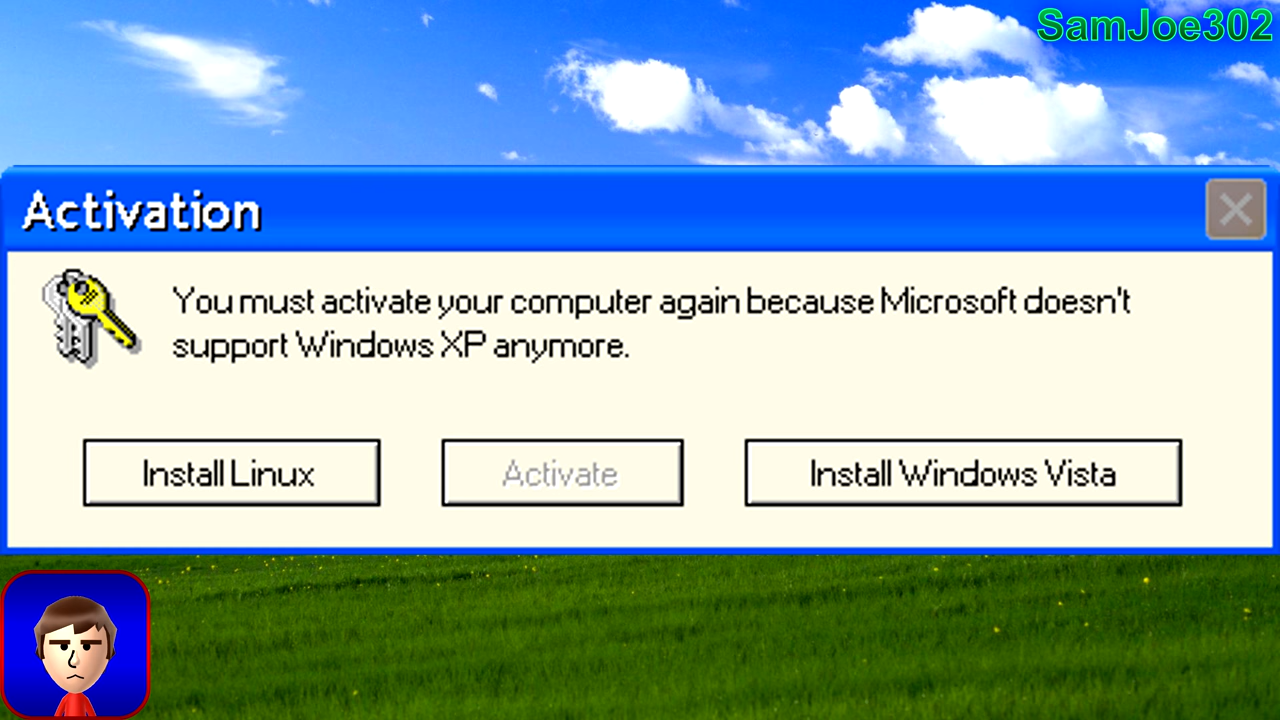 SamJoe302
Activation
You must activate your computer again because Microsoft doesn't
support Windows XP anymore.
Install Linux
Activate
Install Windows Vista